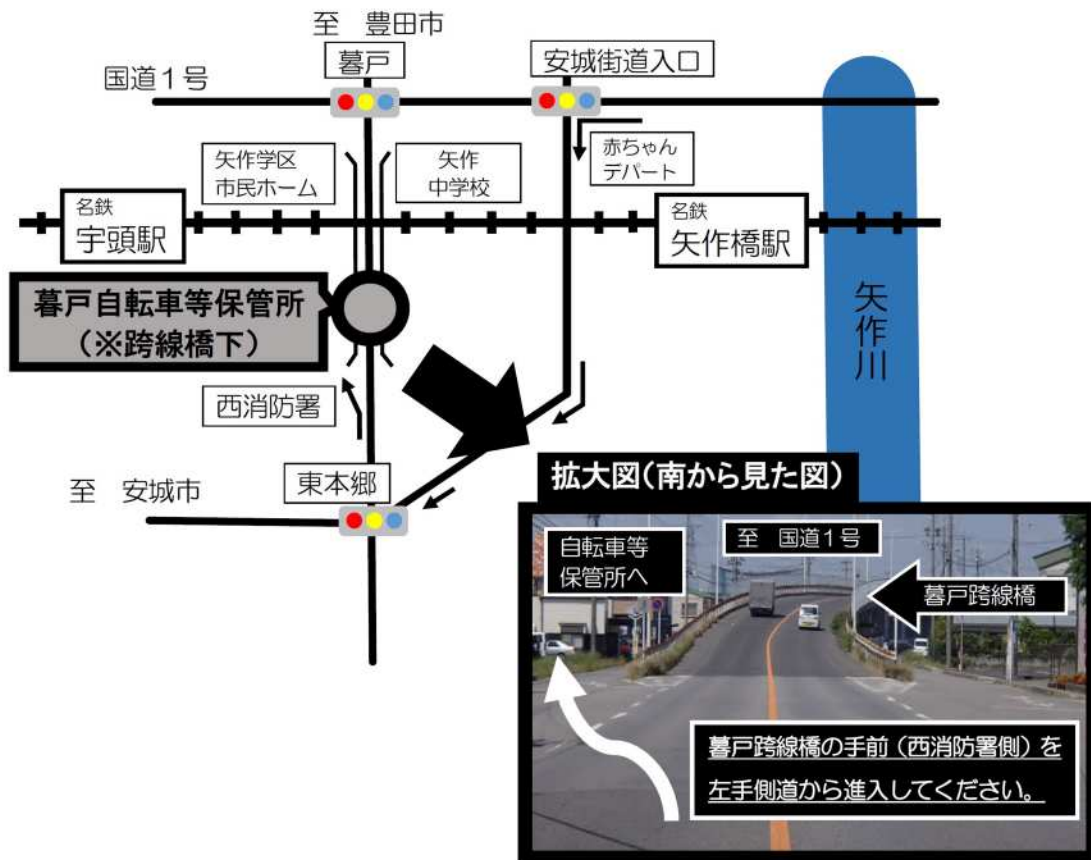 至 豊田市
暮戸
安城街道入口
国道1号
矢作学区
市民ホーム
矢作
中学校
赤ちゃん
デパート
名鉄
宇頭駅
名鉄
矢作橋駅
暮戸自転車等保管所
（※跨線橋下）
矢作川
西消防署
東本郷
至 安城市
拡大図（南から見た図）
自転車等
保管所へ
至 国道1号
暮戸跨線橋
暮戸跨線橋の手前（西消防署側）を
左手側道から進入してください。